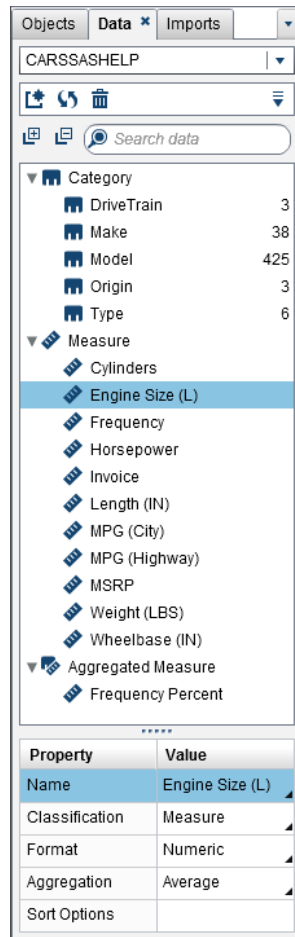 Objects Data × Imports
CARSSASHELP
Search data
Category
DriveTrain 3
Make 38
Model 425
Origin 3
Type 6
Measure
Cylinders
Engine Size (L)
Frequency
Horsepower
Invoice
Length (IN)
MPG (City)
MPG (Highway)
MSRP
Weight (LBS)
Wheelbase (IN)
Aggregated Measure
Frequency Percent
Property Value
Name Engine Size (L)
Classification Measure
Format Numeric
Aggregation Average
Sort Options